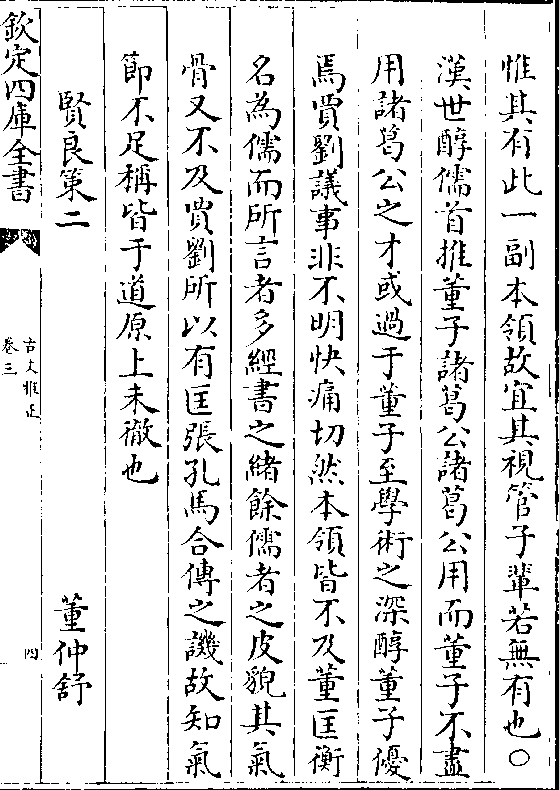 惟其有此一副本領故宜其視管子輩若無有也○
漢世醇儒首推董子諸葛公諸葛公用而董子不盡
用諸葛公之才或過于董子至學術之深醇董子優
焉賈劉議事非不明快痛切然本領皆不及董匡衡
名為儒而所言者多經書之緒餘儒者之皮貌其氣
骨又不及賈劉所以有匡張孔馬合傳之譏故知氣
節不足稱皆于道原上未徹也
賢良策二　董仲舒
欽定四庫全書
古文雅正
卷三
四